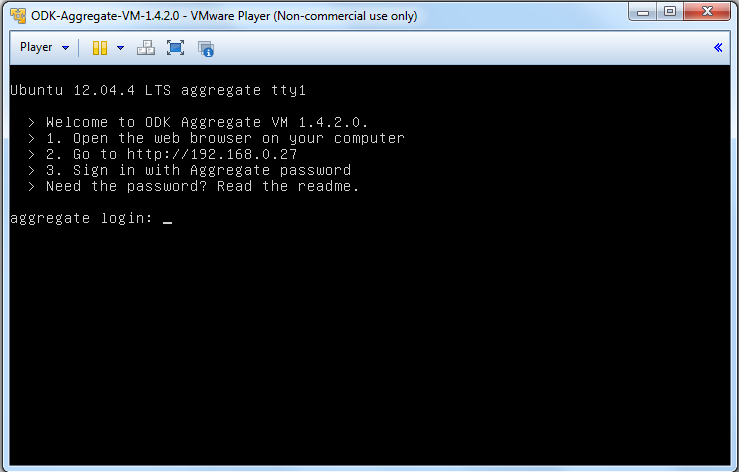 ODK-Aggregate-VM-1.4.2.0 - VMware Player (Non-commercial use only)
Player
Ubuntu 12.04.4 LTS aggregate tty1
> Welcome to ODK Aggregate VM 1.4.2.0.
> 1. Open the web browser on your computer
> 2. Go to http://192.168.0.27
> 3. Sign in with Aggregate password
> Need the password? Read the readme.
aggregate login: _